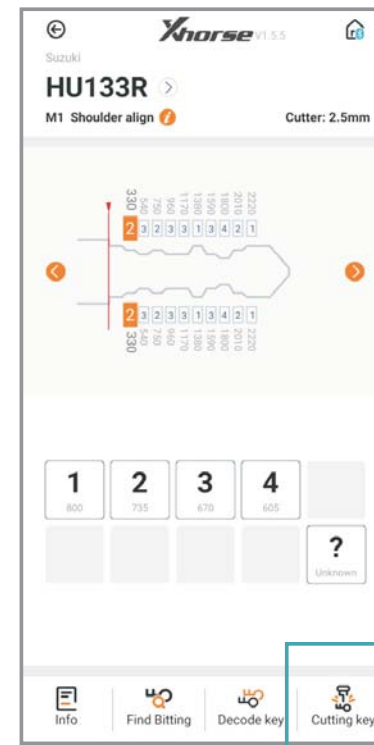 Xhorse V1.5.5
Suzuki
HU133R
M1 Shoulder align
Cutter: 2.5mm
330 540 750 960 1170 1380 1590 1800 2010 2220
2 3 2 3 3 1 3 4 2 1
2 3 2 3 3 1 3 4 2 1
330 540 750 960 1170 1380 1590 1800 2010 2220
1 2 3 4
800 735 670 605
?
Unknown
Info Find Bitting Decode key Cutting key